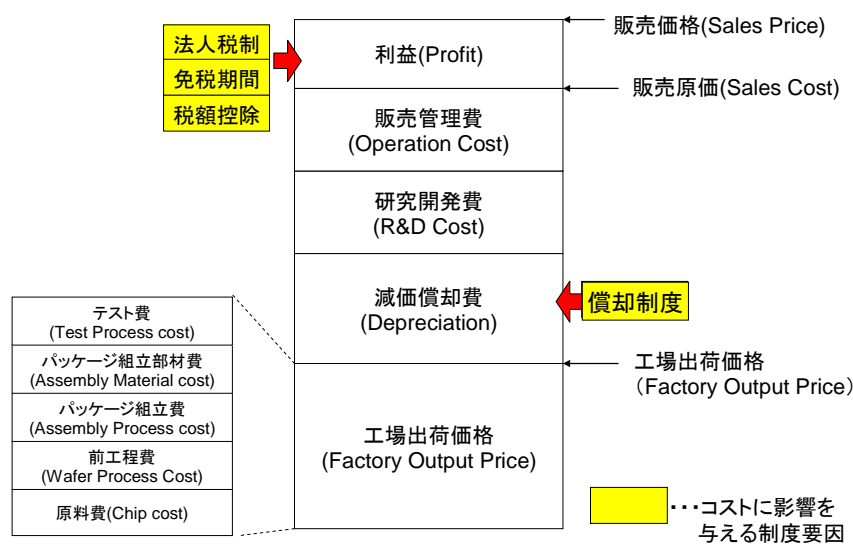 法人税制
免税期間
税額控除
利益(Profit)
販売価格(Sales Price)
販売原価(Sales Cost)
販売管理費
(Operation Cost)
研究開発費
(R&D Cost)
減価償却費
(Depreciation)
償却制度
工場出荷価格
（Factory Output Price）
工場出荷価格
(Factory Output Price)
テスト費
(Test Process cost)
パッケージ組立部材費
(Assembly Material cost)
パッケージ組立費
(Assembly Process cost)
前工程費
(Wafer Process Cost)
原料費(Chip cost)
・・・コストに影響を
与える制度要因